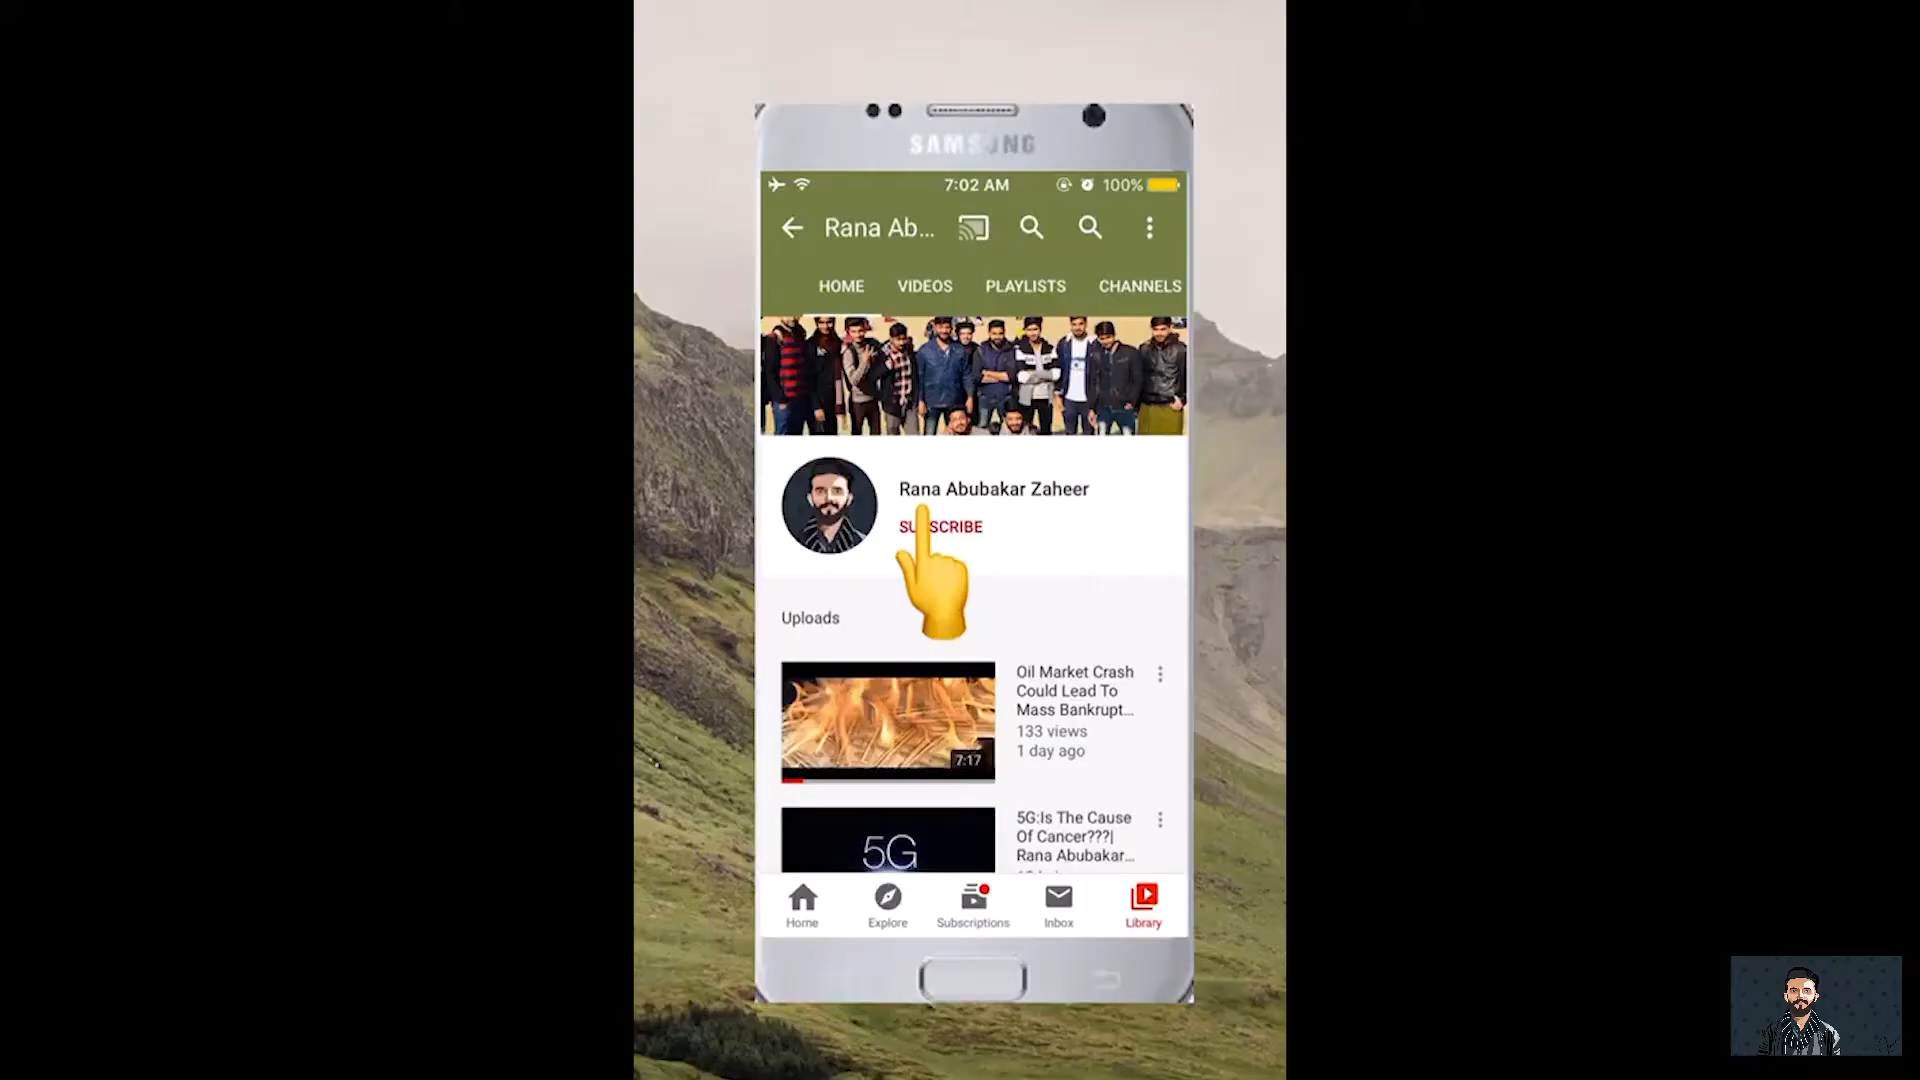 SAMSUNG
7:02 AM
100%
Rana Ab...
HOME VIDEOS PLAYLISTS CHANNELS
Rana Abubakar Zaheer
SUBSCRIBE
Uploads
Oil Market Crash
Could Lead To
Mass Bankrupt...
133 views
1 day ago
7:17
5G:Is The Cause
Of Cancer???|
Rana Abubakar...
5G
Home Explore Subscriptions Inbox Library